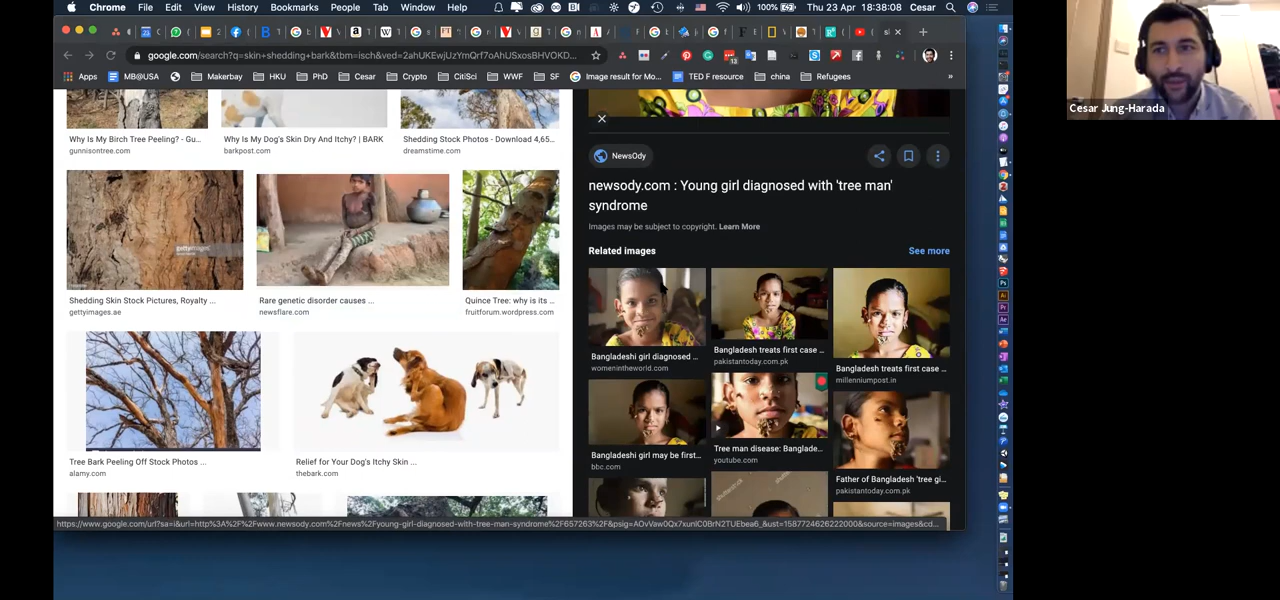 Chrome File Edit View History Bookmarks People Tab Window Help 100% Thu 23 Apr 18:38:08 Cesar
google.com/search?q=skin+shedding+bark&tbm=isch&ved=2ahUKEwjUzYmQrf7oAhUSxosBHVOKD...
Apps MB@USA Makerbay HKU PhD Cesar Crypto CitiSci WWF SF Image result for Mo... TED F resource china Refugees »
Cesar Jung-Harada
Why Is My Birch Tree Peeling? - Gu...
gunnisontree.com
Why Is My Dog's Skin Dry And Itchy? | BARK
barkpost.com
Shedding Stock Photos - Download 4,65...
dreamstime.com
gettyimages
Shedding Skin Stock Pictures, Royalty ...
gettyimages.ae
Rare genetic disorder causes ...
newsflare.com
Quince Tree: why is its ...
fruitforum.wordpress.com
Tree Bark Peeling Off Stock Photos ...
alamy.com
Relief for Your Dog's Itchy Skin ...
thebark.com
NewsOdy
newsody.com : Young girl diagnosed with 'tree man'
syndrome
Images may be subject to copyright. Learn More
Related images
See more
Bangladeshi girl diagnosed ...
womenintheworld.com
Bangladesh treats first case ...
pakistantoday.com.pk
Bangladesh treats first case ...
millenniumpost.in
Bangladeshi girl may be first...
bbc.com
Tree man disease: Banglade...
youtube.com
Father of Bangladesh 'tree gi...
pakistantoday.com.pk